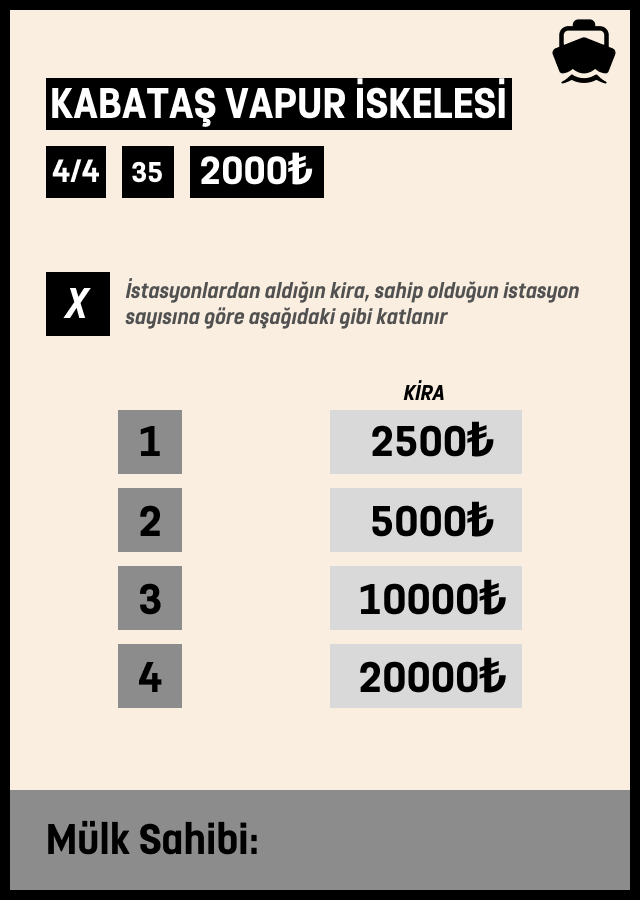 KABATAŞ VAPUR İSKELESİ
4/4 35 2000₺
X İstasyonlardan aldığın kira, sahip olduğun istasyon
sayısına göre aşağıdaki gibi katlanır
KİRA
1 2500₺
2 5000₺
3 10000₺
4 20000₺
Mülk Sahibi: